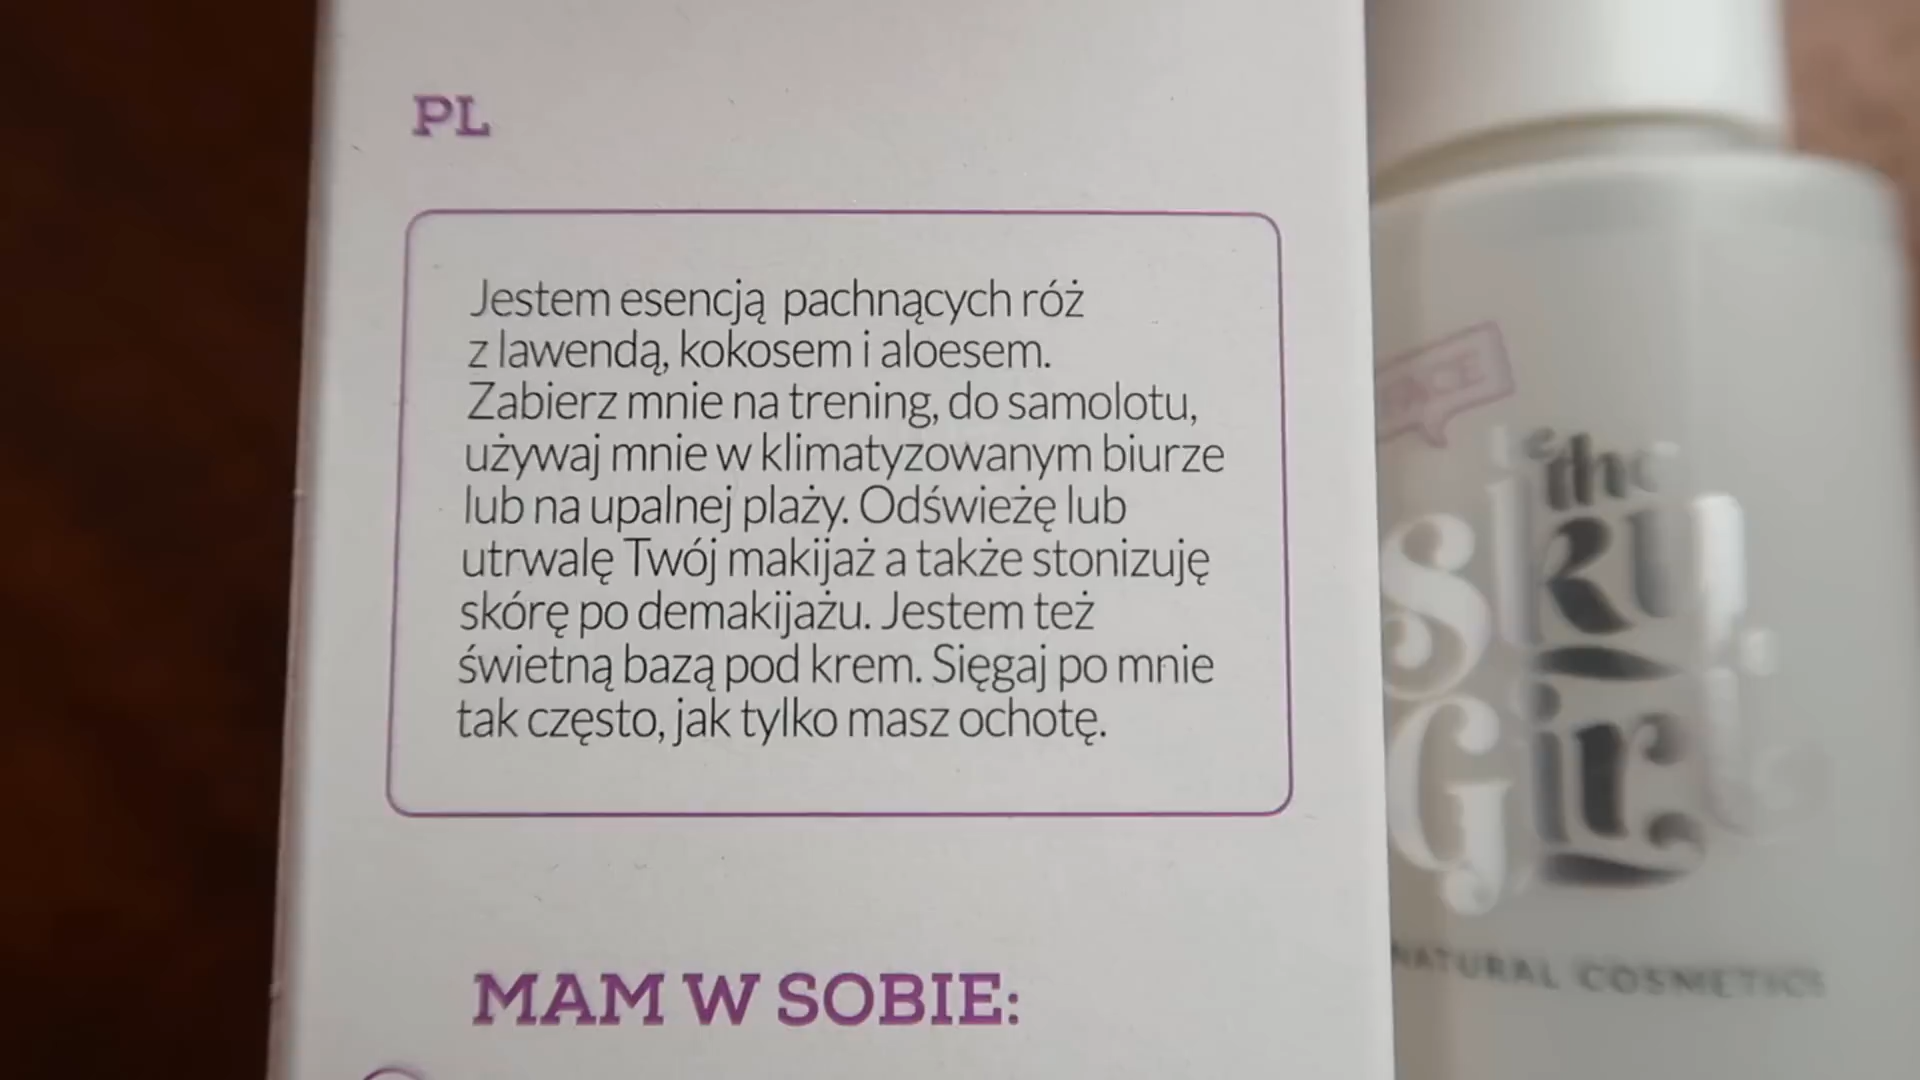 PL
Jestem esencją pachnących róż
z lawendą, kokosem i aloesem.
Zabierz mnie na trening, do samolotu,
używaj mnie w klimatyzowanym biurze
lub na upalnej plaży. Odświeżę lub
utrwalę Twój makijaż a także stonizuję
skórę po demakijażu. Jestem też
świetną bazą pod krem. Sięgaj po mnie
tak często, jak tylko masz ochotę.
MAM W SOBIE:
the
Girl
NATURAL COSMETICS